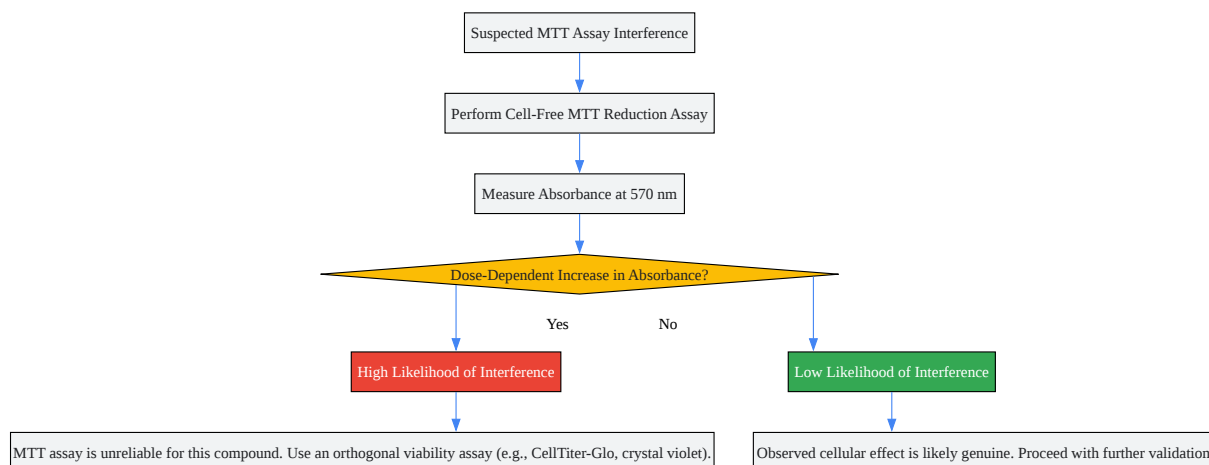 Suspected MTT Assay Interference
Perform Cell-Free MTT Reduction Assay
Measure Absorbance at 570 nm
Dose-Dependent Increase in Absorbance?
Yes
No
High Likelihood of Interference
Low Likelihood of Interference
MTT assay is unreliable for this compound. Use an orthogonal viability assay (e.g., CellTiter-Glo, crystal violet).
Observed cellular effect is likely genuine. Proceed with further validation